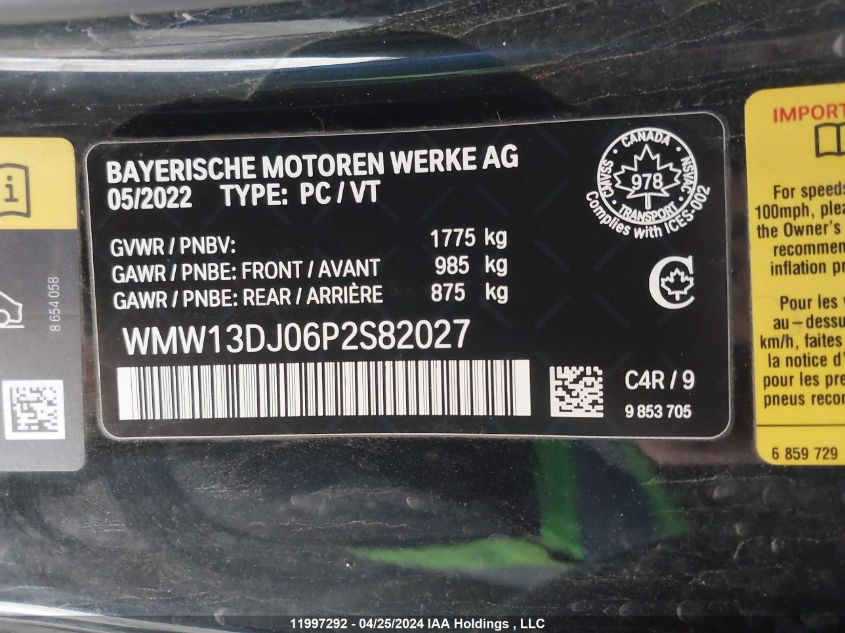 BAYERISCHE MOTOREN WERKE AG
05/2022 TYPE: PC / VT
GVWR / PNBV: 1775 kg
GAWR / PNBE: FRONT / AVANT 985 kg
GAWR / PNBE: REAR / ARRIÈRE 875 kg
WMW13DJ06P2S82027
C4R / 9
9 853 705
CANADA
978
TRANSPORT
Complies with ICES-002
C
i
8 654 058
IMPORT
For speeds
100mph, plea
the Owner's
recommen
inflation pr
Pour les v
au-dessu
km/h, faites
la notice d'
pour les pre
pneus recor
6 859 729
11997292 - 04/25/2024 IAA Holdings , LLC